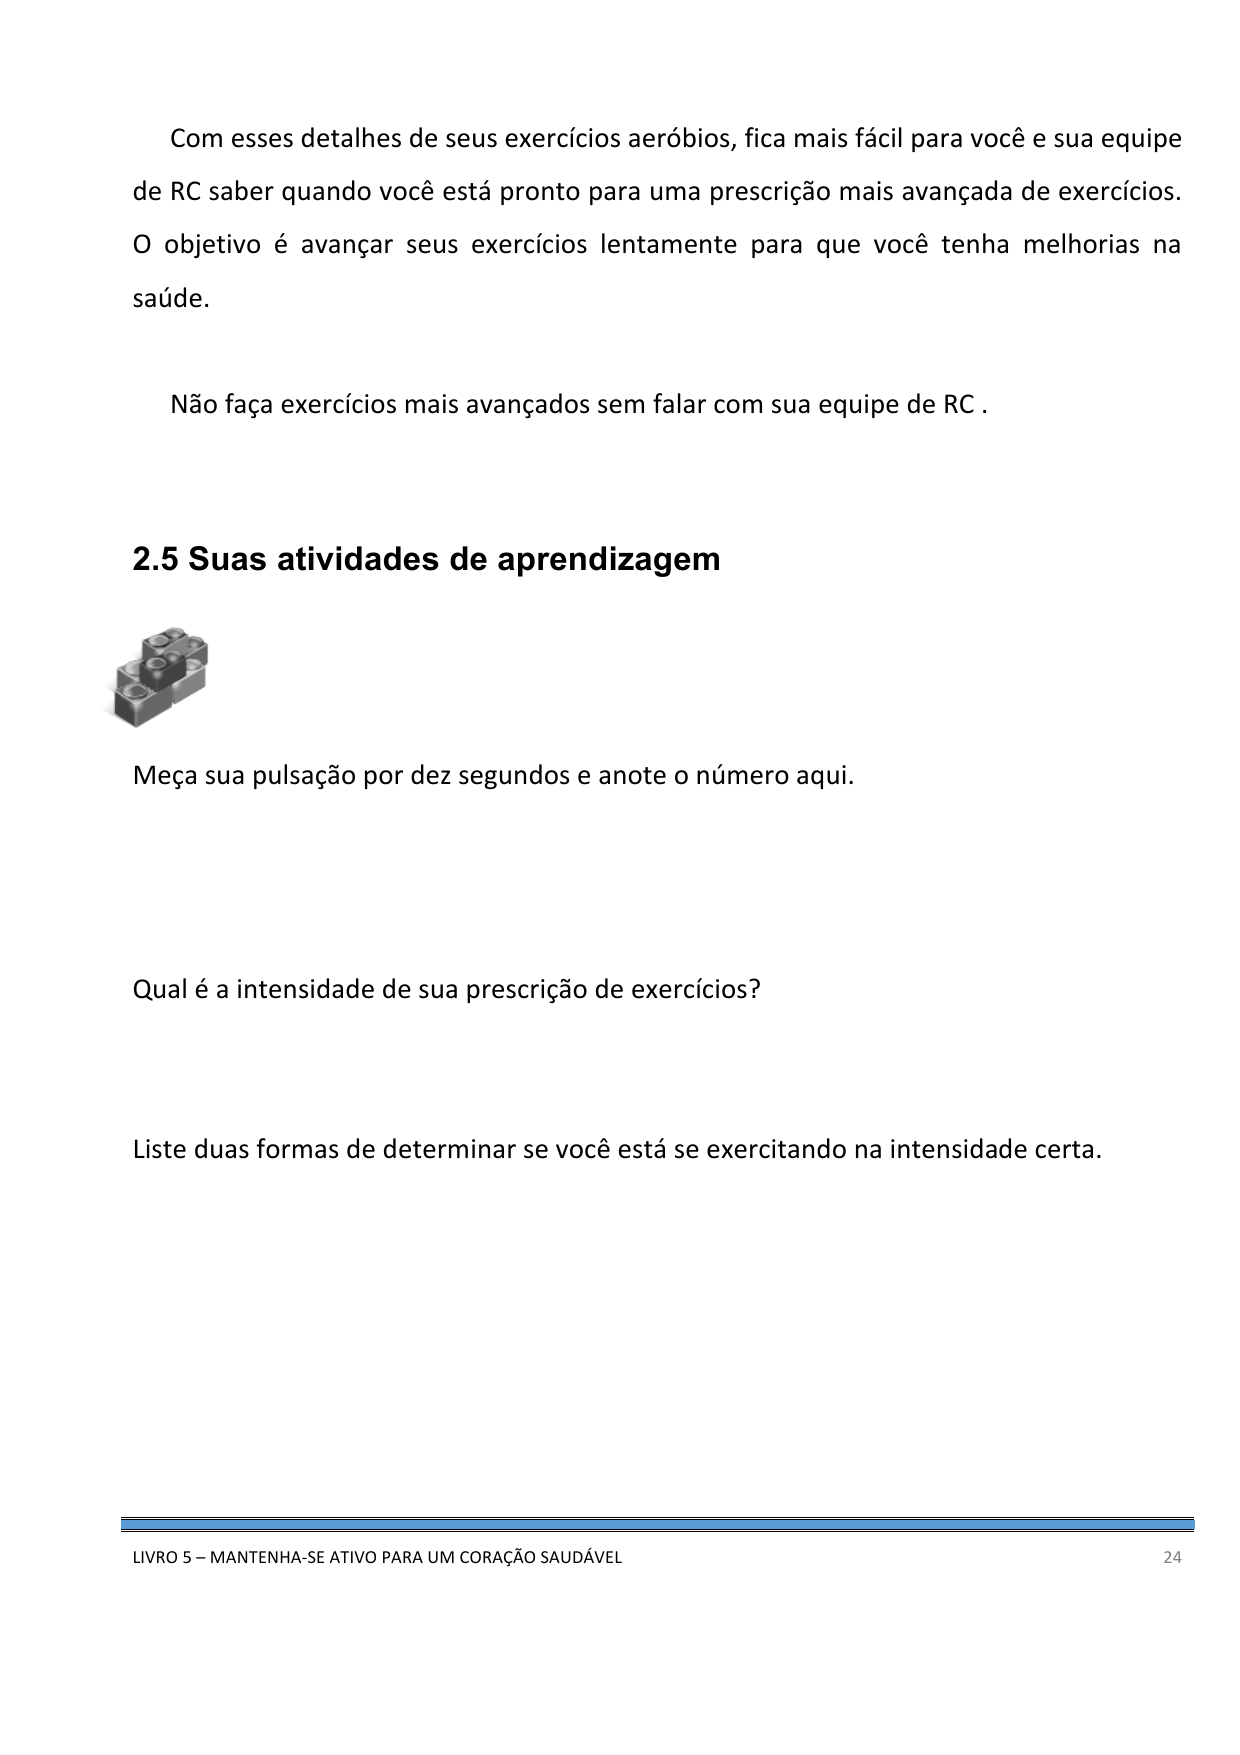 Com esses detalhes de seus exercícios aeróbios, fica mais fácil para você e sua equipe
de RC saber quando você está pronto para uma prescrição mais avançada de exercícios.
O objetivo é avançar seus exercícios lentamente para que você tenha melhorias na
saúde.
Não faça exercícios mais avançados sem falar com sua equipe de RC .
2.5 Suas atividades de aprendizagem
Meça sua pulsação por dez segundos e anote o número aqui.
Qual é a intensidade de sua prescrição de exercícios?
Liste duas formas de determinar se você está se exercitando na intensidade certa.
LIVRO 5 – MANTENHA-SE ATIVO PARA UM CORAÇÃO SAUDÁVEL 24